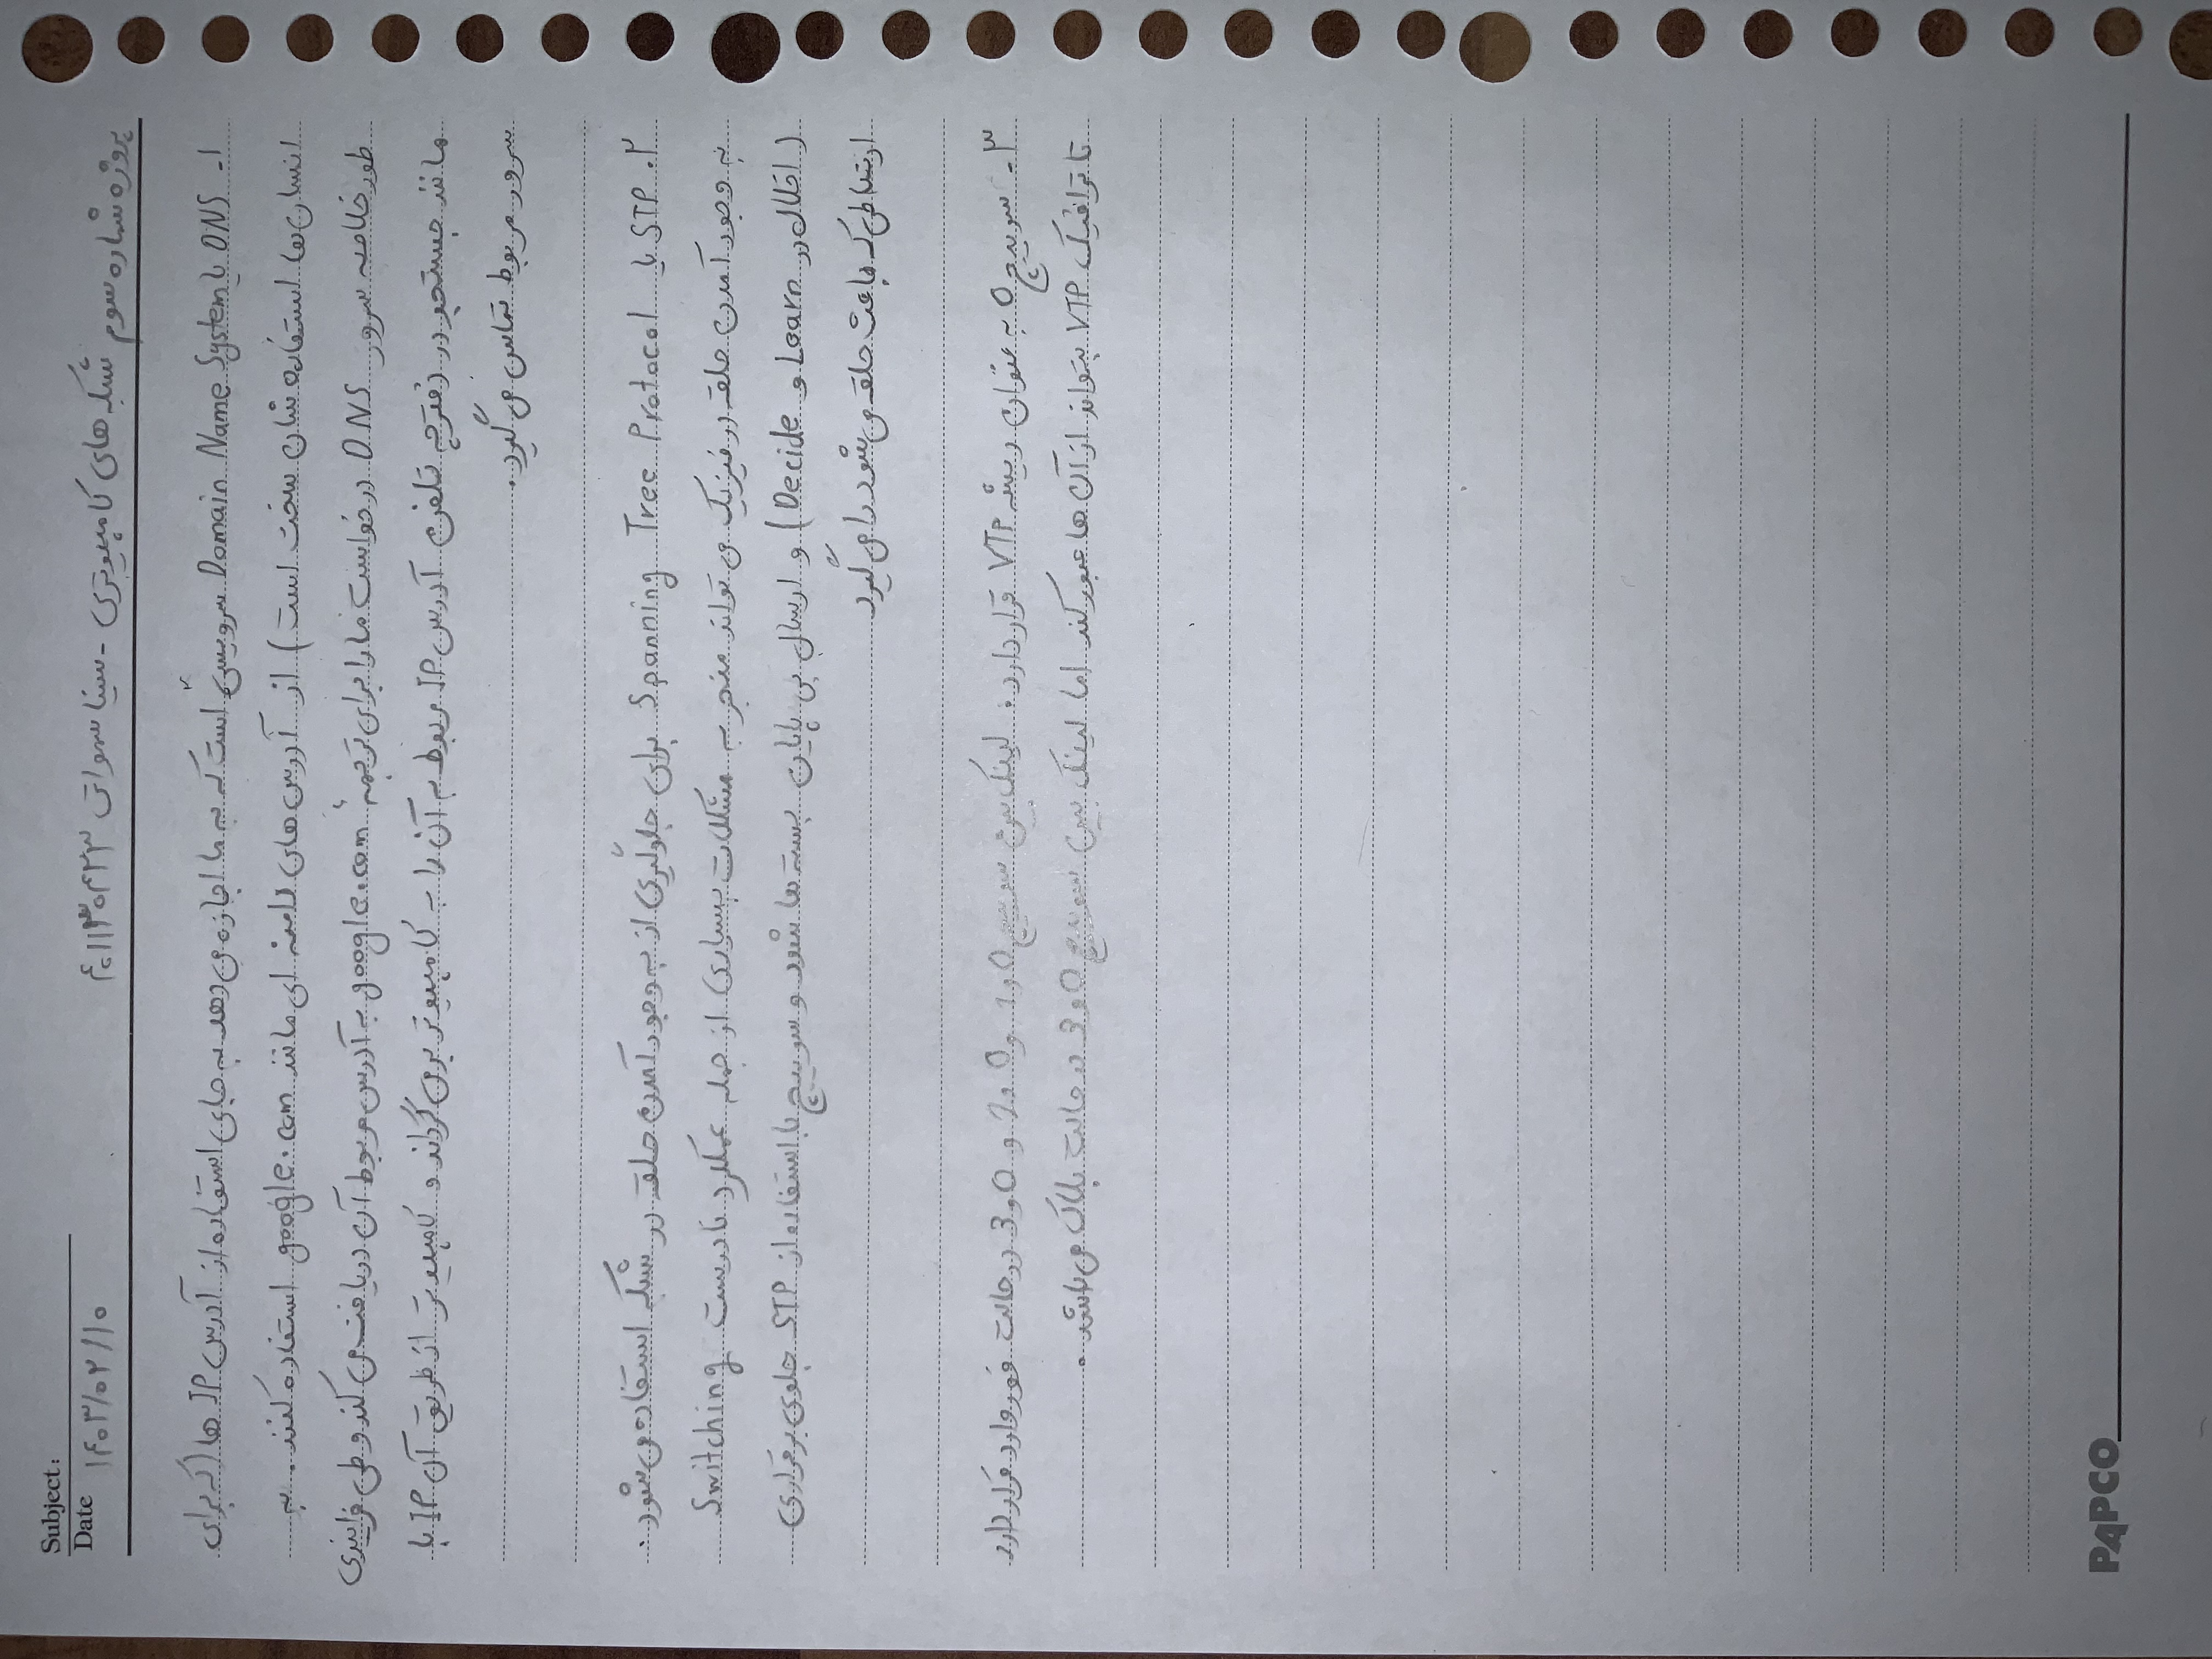 Subject:
Date ۱۴۰۳/۰۲/۱۰
پروژه شماره سوم شبکه های کامپیوتری - سینا سمواتی ۴۰۱۱۳۰۴۲۳
۱- DNS یا Domain Name System سرویسی است که به ما اجازه می دهد به جای استفاده از آدرس IP ها (که برای
انسان ها استفاده شان سخت است) از آدرس های دامنه ای مانند google.com استفاده کنند. به
طور خلاصه سرور DNS درخواست ما را برای ترجمهٔ google.com به آدرس مربوط آن دریافت می کند و طی فرایندی
مانند جستجو در دفترچه تلفن، آدرس IP مربوط به آن را به کامپیوتر برمی گرداند و کامپیوتر از طریق آن IP با
سرور مربوط تماس می گیرد.
۲. STP یا Spanning Tree Protocol برای جلوگیری از به وجود آمدن حلقه در شبکه استفاده می شود.
به وجود آمدن حلقه در فیزیک می تواند منجر به مشکلات بسیاری از جمله عملکرد نادرست Switching
(اخلال در Learn و Decide) و ارسال بی پایان بسته ها شود و سوییچ با استفاده از STP جلوی برقراری
ارتباطی که باعث حلقه می شود را می گیرد
۳- سوییچ 0 به عنوان ریشه VTP قرار دارد. لینک بین سوییچ 0 و 1 و 0 و 2 و 0 و 3 در حالت فوروارد قرار دارد
تا ترافیک VTP بتواند از آن ها عبور کند اما لینک بین سوییچ 0 و 3 در حالت بلاک می باشد.
PAPCO